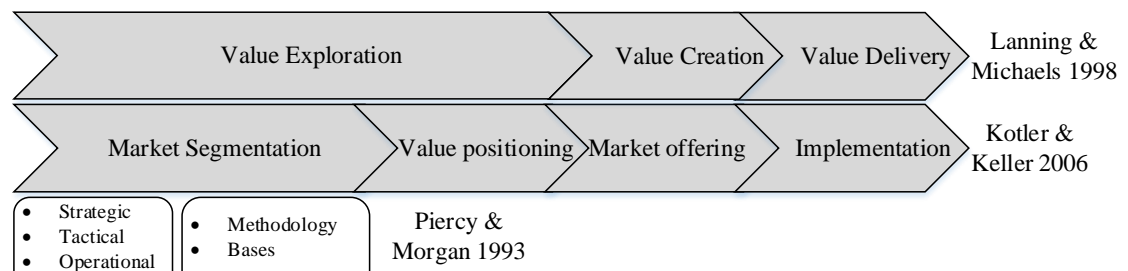 Value Exploration
Value Creation
Value Delivery
Lanning &
Michaels 1998
Market Segmentation
Value positioning
Market offering
Implementation
Kotler &
Keller 2006
• Strategic
• Tactical
• Operational
• Methodology
• Bases
Piercy &
Morgan 1993